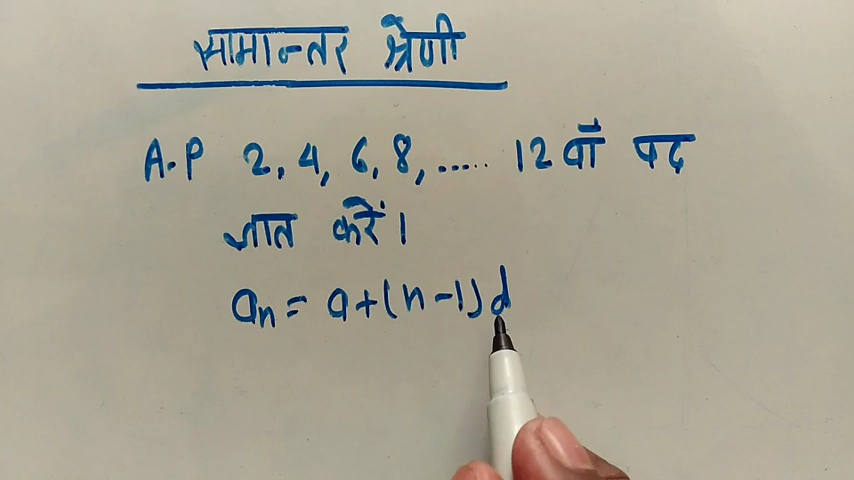 सामान्तर श्रेणी
A.P 2, 4, 6, 8, ..... 12 वाँ पद
ज्ञात करें।
an = a + (n - 1) d